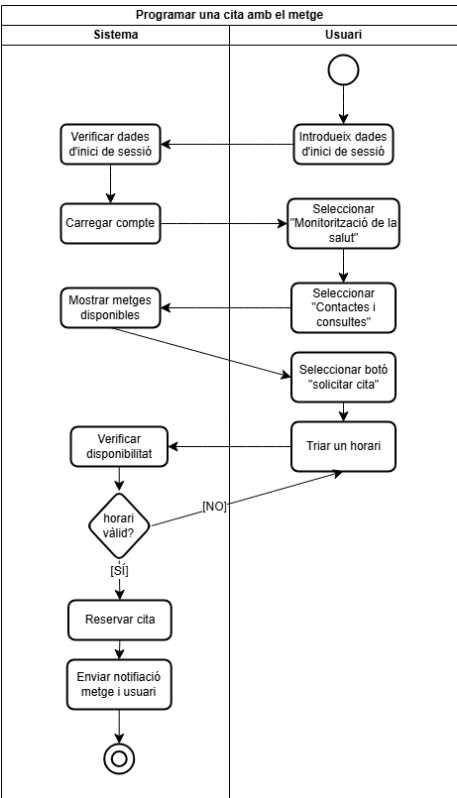 Programar una cita amb el metge
Sistema
Usuari
Verificar dades
d'inici de sessió
Introdueix dades
d'inici de sessió
Carregar compte
Seleccionar
"Monitorització de la
salut"
Mostrar metges
disponibles
Seleccionar
"Contactes i
consultes"
Seleccionar botó
"solicitar cita"
Verificar
disponibilitat
Triar un horari
horari
vàlid?
[NO]
[SÍ]
Reservar cita
Enviar notifiació
metge i usuari